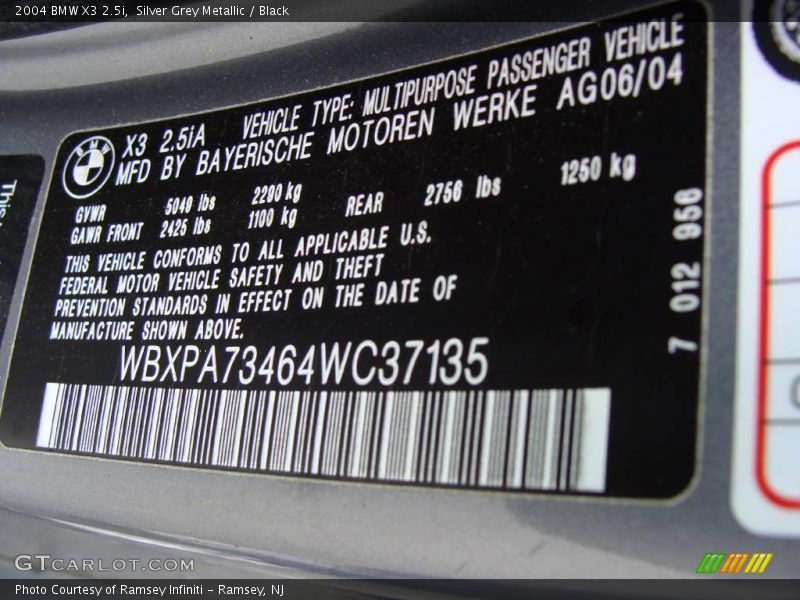 2004 BMW X3 2.5i, Silver Grey Metallic / Black
BMW
X3 2.5iA VEHICLE TYPE: MULTIPURPOSE PASSENGER VEHICLE
MFD BY BAYERISCHE MOTOREN WERKE AG06/04
GVWR 5049 lbs 2290 kg
GAWR FRONT 2425 lbs 1100 kg REAR 2756 lbs 1250 kg
THIS VEHICLE CONFORMS TO ALL APPLICABLE U.S.
FEDERAL MOTOR VEHICLE SAFETY AND THEFT
PREVENTION STANDARDS IN EFFECT ON THE DATE OF
MANUFACTURE SHOWN ABOVE.
WBXPA73464WC37135
7 012 956
This
GTCARLOT.COM
Photo Courtesy of Ramsey Infiniti – Ramsey, NJ